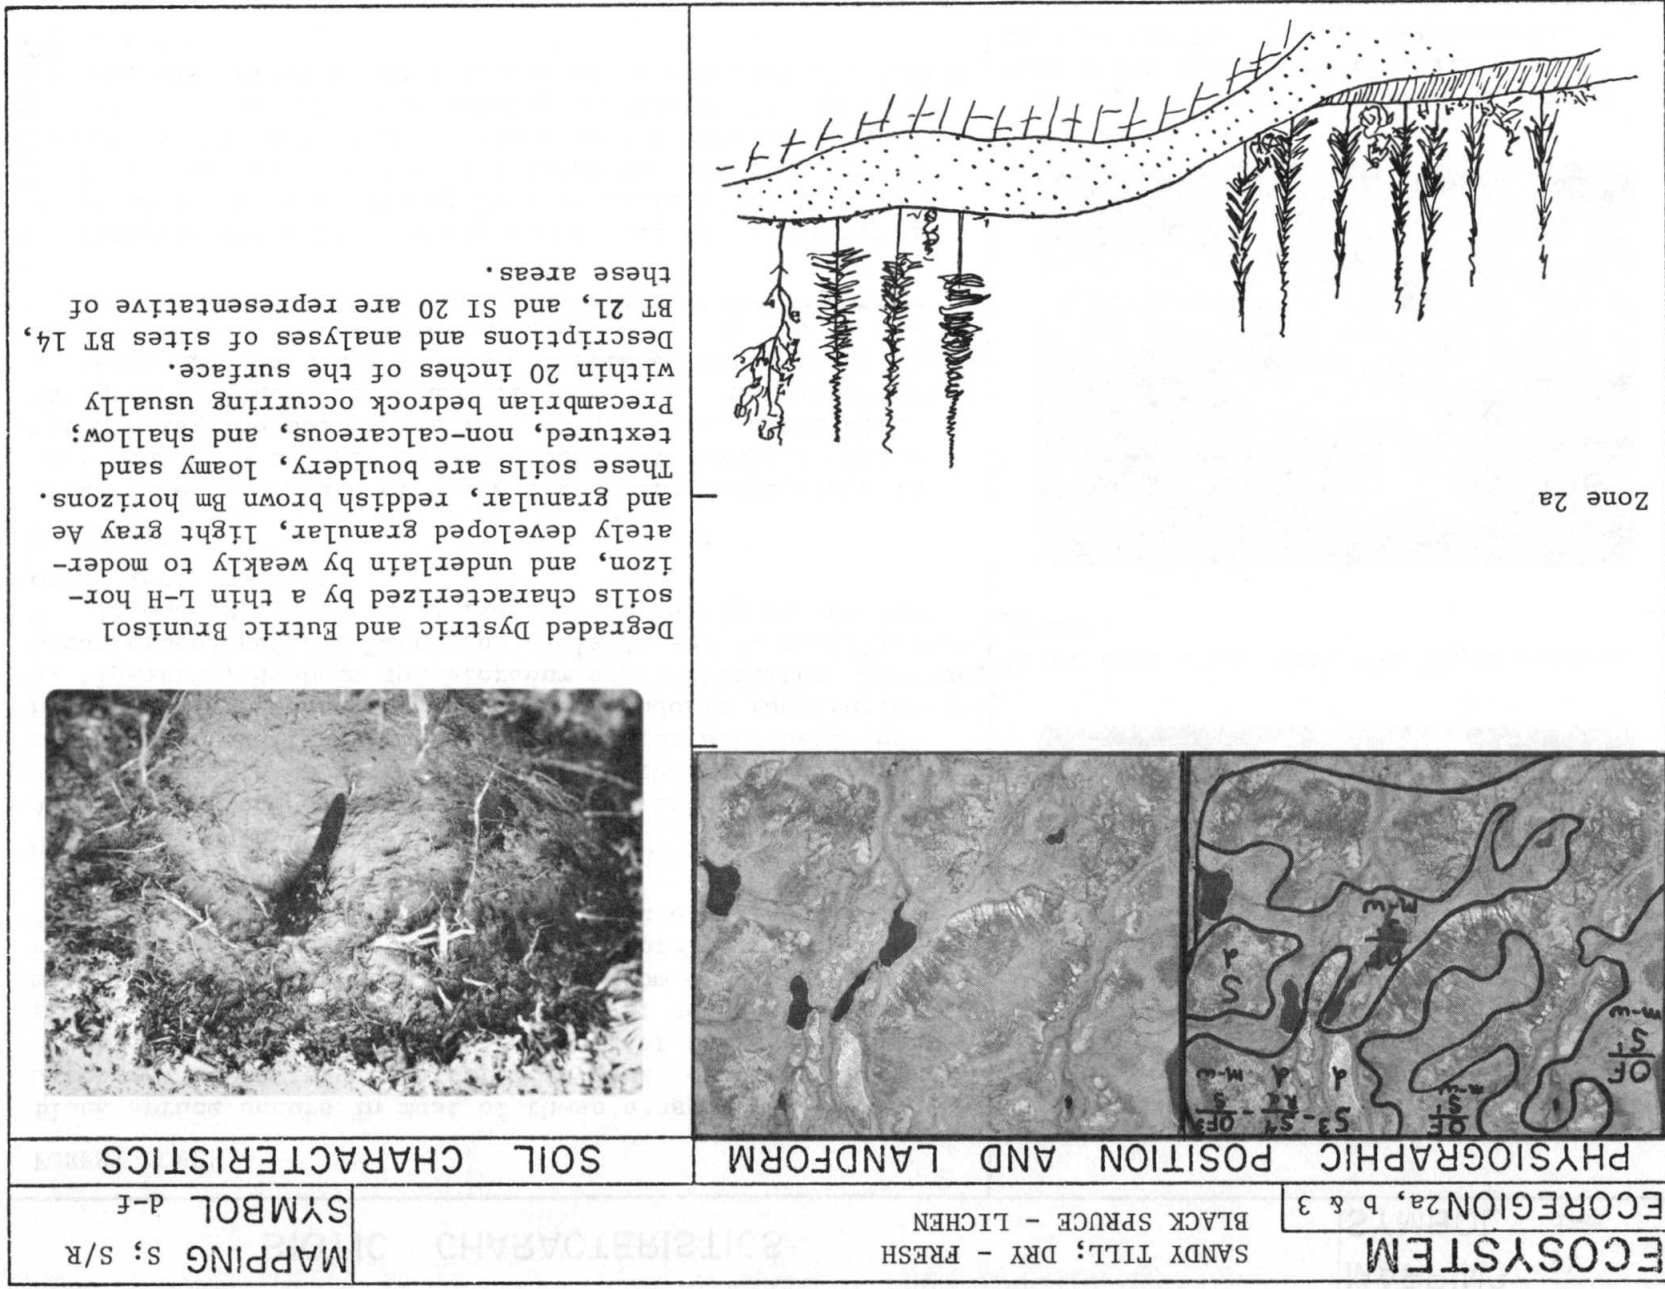 ECOSYSTEM
SANDY TILL; DRY - FRESH
BLACK SPRUCE - LICHEN
MAPPING S; S/R
SYMBOL d-f
ECOREGION 2a, b & 3
PHYSIOGRAPHIC POSITION AND LANDFORM
SOIL CHARACTERISTICS
OF
S1
m-w
OF
m-w
S3 -
d
S
d
m-w
m-w
S
d
Zone 2a
Degraded Dystric and Eutric Brunisol
soils characterized by a thin L-H hor-
izon, and underlain by weakly to moder-
ately developed granular, light gray Ae
and granular, reddish brown Bm horizons.
These soils are bouldery, loamy sand
textured, non-calcareous, and shallow;
Precambrian bedrock occurring usually
within 20 inches of the surface.
Descriptions and analyses of sites BT 14,
BT 21, and SI 20 are representative of
these areas.